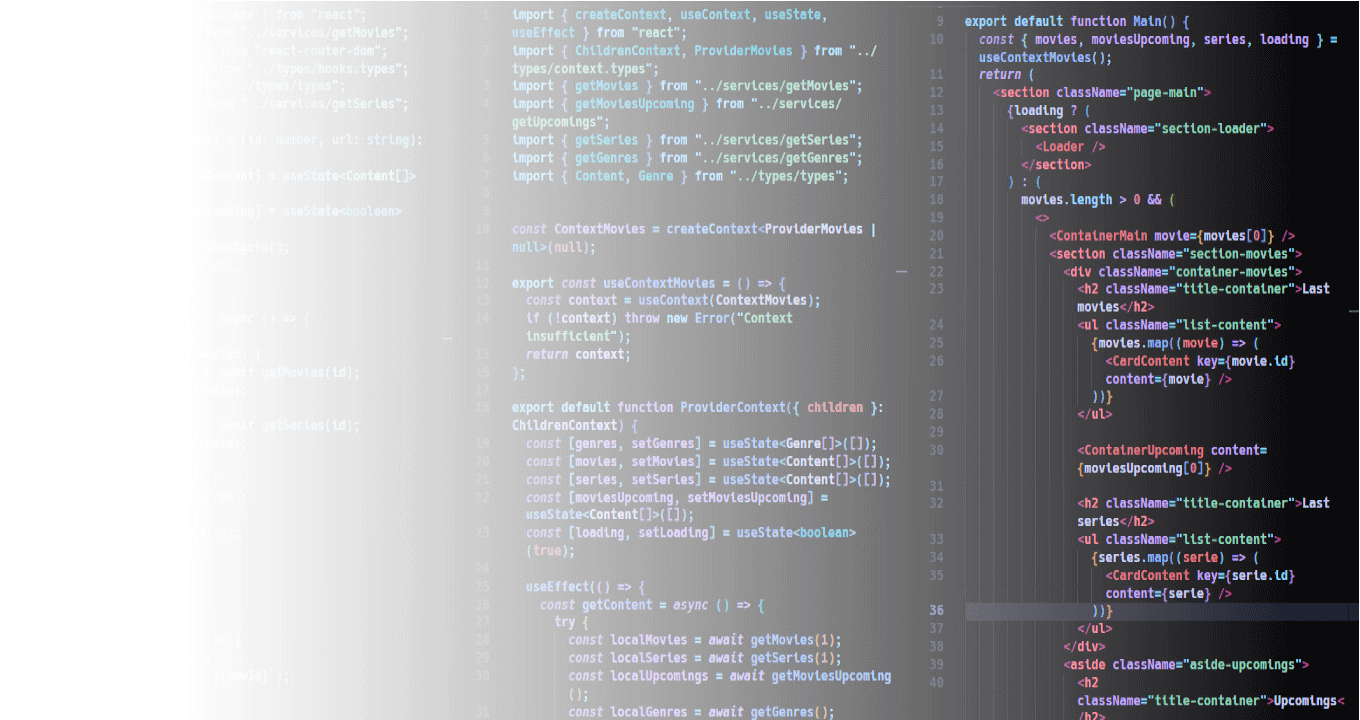 } from "react";
"../services/getMovies";
"react-router-dom";
"../types/hooks.types";
/types/types";
"../services/getSeries";
(id: number, url: string):
] = useState<Content[]>
] = useState<boolean>
async () => {
await getMovies(id);
await getSeries(id);
1 import { createContext, useContext, useState,
useEffect } from "react";
2 import { ChildrenContext, ProviderMovies } from "../
types/context.types";
3 import { getMovies } from "../services/getMovies";
4 import { getMoviesUpcoming } from "../services/
getUpcomings";
5 import { getSeries } from "../services/getSeries";
6 import { getGenres } from "../services/getGenres";
7 import { Content, Genre } from "../types/types";
8
9
10 const ContextMovies = createContext<ProviderMovies |
null>(null);
11
12 export const useContextMovies = () => {
13 const context = useContext(ContextMovies);
14 if (!context) throw new Error("Context
insufficient");
15 return context;
16 };
17
18 export default function ProviderContext({ children }:
ChildrenContext) {
19 const [genres, setGenres] = useState<Genre[]>([]);
20 const [movies, setMovies] = useState<Content[]>([]);
21 const [series, setSeries] = useState<Content[]>([]);
22 const [moviesUpcoming, setMoviesUpcoming] =
useState<Content[]>([]);
23 const [loading, setLoading] = useState<boolean>
(true);
24
25 useEffect(() => {
26 const getContent = async () => {
27 try {
28 const localMovies = await getMovies(1);
29 const localSeries = await getSeries(1);
30 const localUpcomings = await getMoviesUpcoming
();
31 const localGenres = await getGenres();
9 export default function Main() {
10 const { movies, moviesUpcoming, series, loading } =
useContextMovies();
11 return (
12 <section className="page-main">
13 {loading ? (
14 <section className="section-loader">
15 <Loader />
16 </section>
17 ) : (
18 movies.length > 0 && (
19 <>
20 <ContainerMain movie={movies[0]} />
21 <section className="section-movies">
22 <div className="container-movies">
23 <h2 className="title-container">Last
movies</h2>
24 <ul className="list-content">
25 {movies.map((movie) => (
26 <CardContent key={movie.id}
content={movie} />
27 ))}
28 </ul>
29
30 <ContainerUpcoming content=
{moviesUpcoming[0]} />
31
32 <h2 className="title-container">Last
series</h2>
33 <ul className="list-content">
34 {series.map((serie) => (
35 <CardContent key={serie.id}
content={serie} />
36 ))}
37 </ul>
38 </div>
39 <aside className="aside-upcomings">
40 <h2
className="title-container">Upcomings<
/h2>